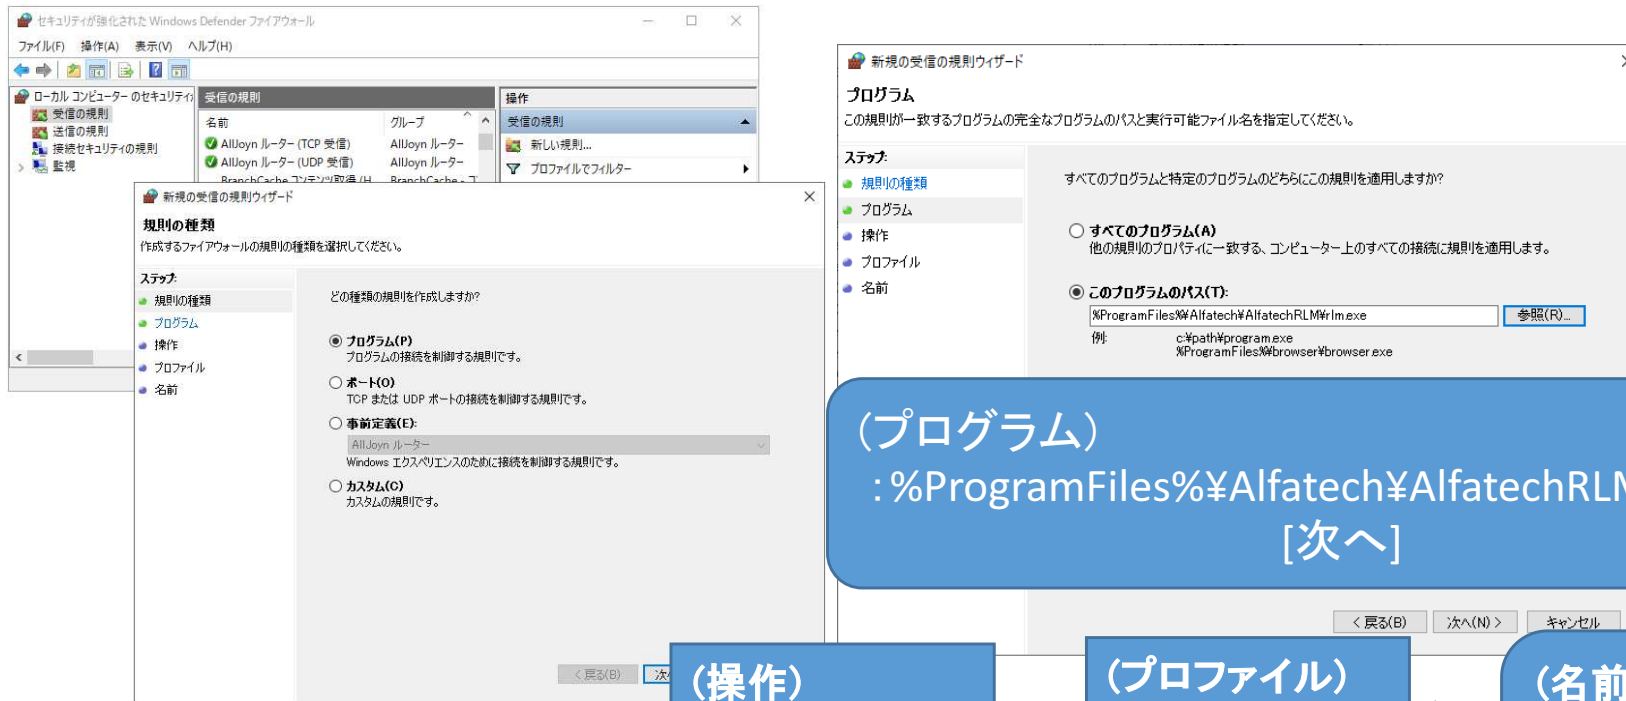 セキュリティが強化された Windows Defender ファイアウォール
ファイル(F) 操作(A) 表示(V) ヘルプ(H)
ローカル コンピューター のセキュリティ
受信の規則
送信の規則
接続セキュリティの規則
監視
受信の規則
名前 グループ
AllJoyn ルーター (TCP 受信) AllJoyn ルーター
AllJoyn ルーター (UDP 受信) AllJoyn ルーター
BranchCache コンテンツ取得 (H BranchCache - コ
操作
受信の規則
新しい規則...
プロファイルでフィルター
新規の受信の規則ウィザード
規則の種類
作成するファイアウォールの規則の種類を選択してください。
ステップ:
規則の種類
プログラム
操作
プロファイル
名前
どの種類の規則を作成しますか?
プログラム(P)
プログラムの接続を制御する規則です。
ポート(O)
TCP または UDP ポートの接続を制御する規則です。
事前定義(E):
AllJoyn ルーター
Windows エクスペリエンスのために接続を制御する規則です。
カスタム(C)
カスタムの規則です。
< 戻る(B) 次
新規の受信の規則ウィザード
プログラム
この規則が一致するプログラムの完全なプログラムのパスと実行可能ファイル名を指定してください。
ステップ:
規則の種類
プログラム
操作
プロファイル
名前
すべてのプログラムと特定のプログラムのどちらにこの規則を適用しますか?
すべてのプログラム(A)
他の規則のプロパティに一致する、コンピューター上のすべての接続に規則を適用します。
このプログラムのパス(T):
%ProgramFiles%¥Alfatech¥AlfatechRLM¥rlm.exe 参照(R)...
例: c:¥path¥program.exe
%ProgramFiles%¥browser¥browser.exe
(プログラム)
:%ProgramFiles%¥Alfatech¥AlfatechRLM
[次へ]
< 戻る(B) 次へ(N) > キャンセル
(操作)
(プロファイル)
(名前